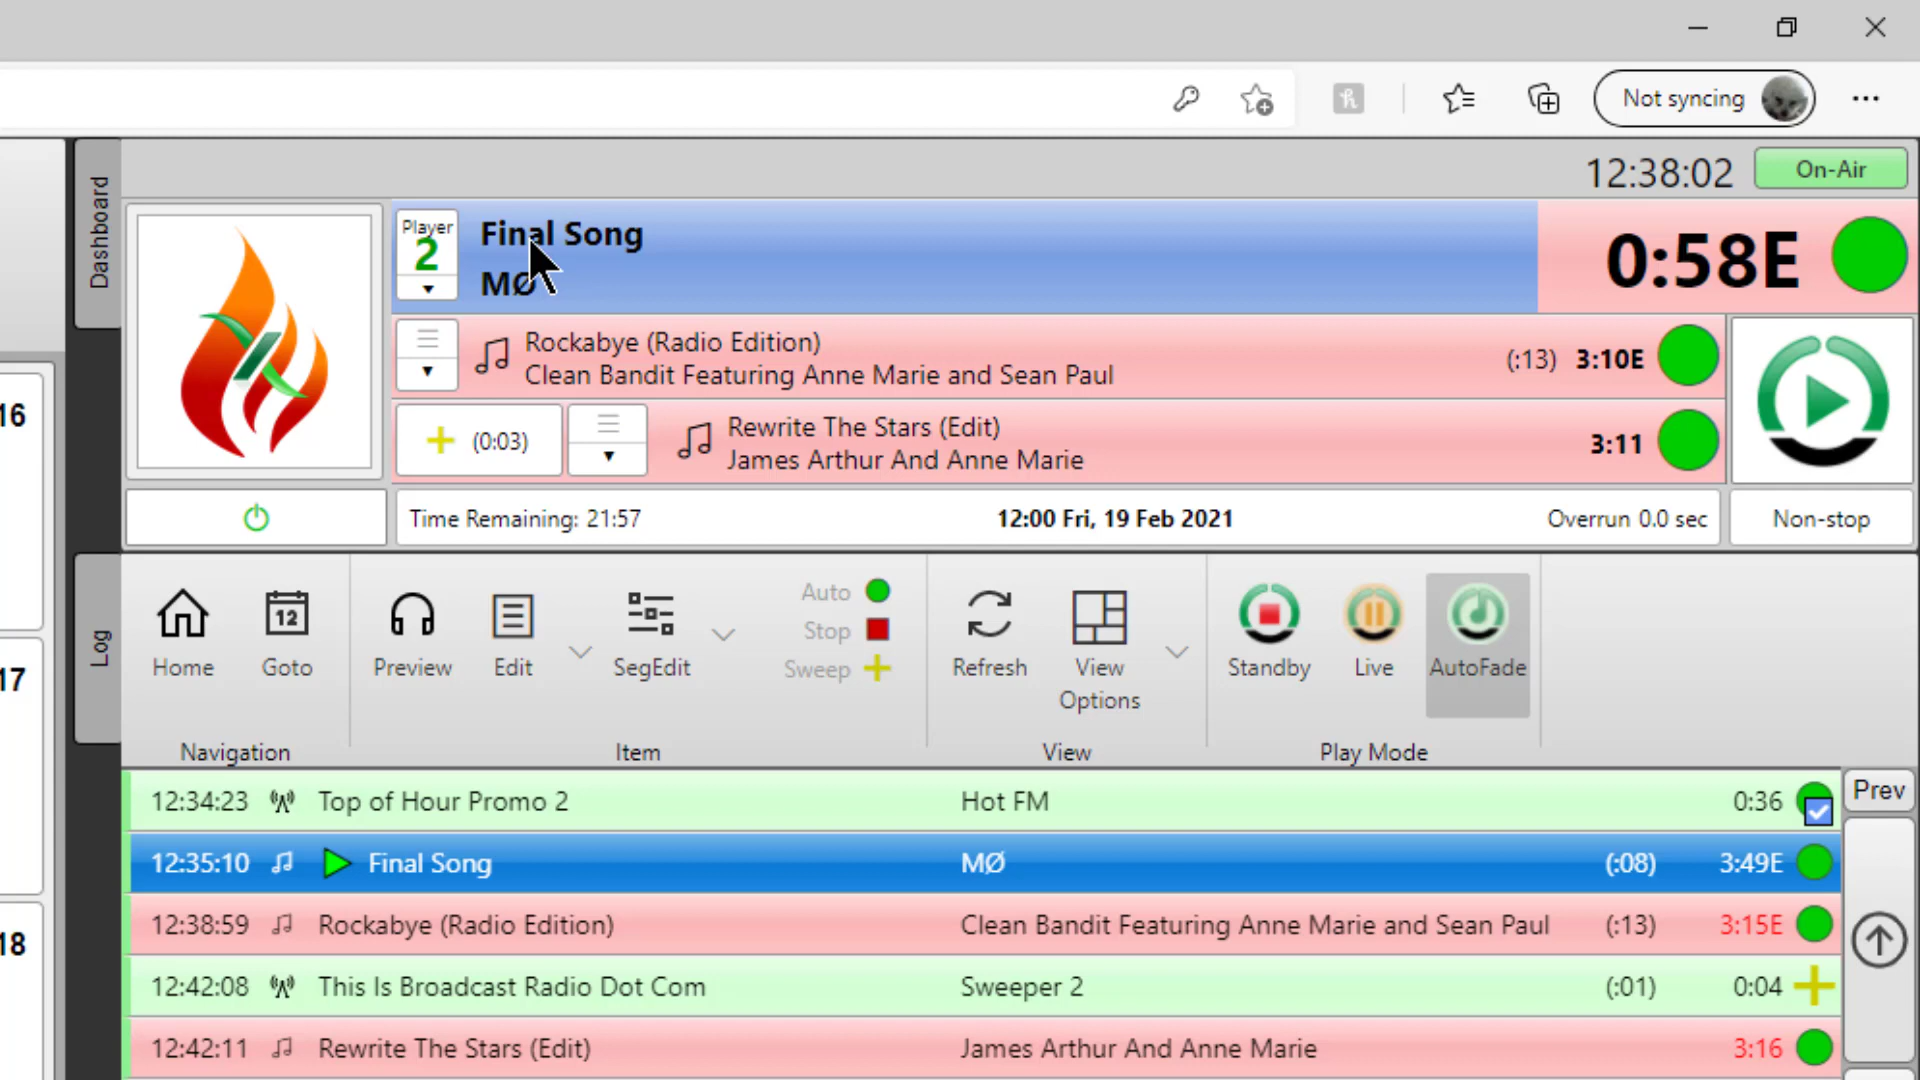 Not syncing
Dashboard
12:38:02
On-Air
Player
2
Final Song
MØ
0:58E
Rockabye (Radio Edition)
Clean Bandit Featuring Anne Marie and Sean Paul
(:13) 3:10E
(0:03)
Rewrite The Stars (Edit)
James Arthur And Anne Marie
3:11
Time Remaining: 21:57
12:00 Fri, 19 Feb 2021
Overrun 0.0 sec
Non-stop
16
17
18
Log
Home
12
Goto
Preview
Edit
SegEdit
Auto
Stop
Sweep
Refresh
View
Options
Standby
Live
AutoFade
Navigation
Item
View
Play Mode
12:34:23 Top of Hour Promo 2 Hot FM 0:36
Prev
12:35:10 Final Song MØ (:08) 3:49E
12:38:59 Rockabye (Radio Edition) Clean Bandit Featuring Anne Marie and Sean Paul (:13) 3:15E
12:42:08 This Is Broadcast Radio Dot Com Sweeper 2 (:01) 0:04
12:42:11 Rewrite The Stars (Edit) James Arthur And Anne Marie 3:16